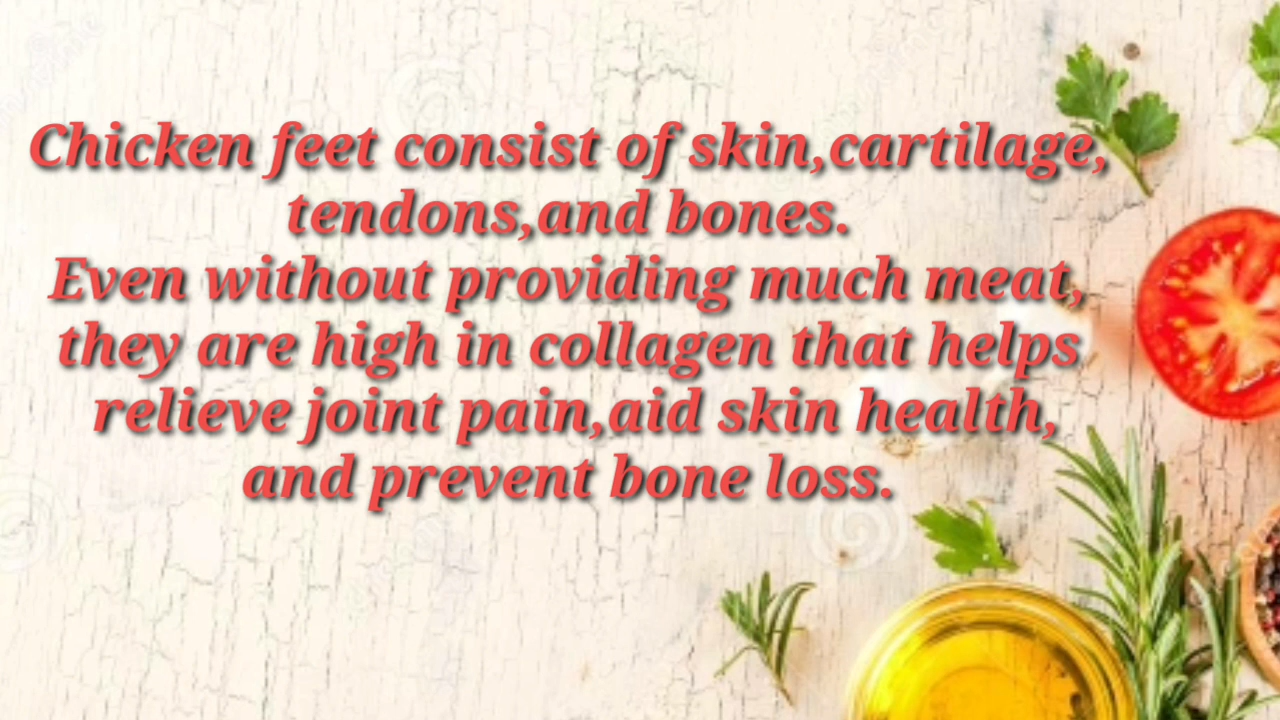 Chicken feet consist of skin,cartilage,
tendons,and bones.
Even without providing much meat,
they are high in collagen that helps
relieve joint pain,aid skin health,
and prevent bone loss.